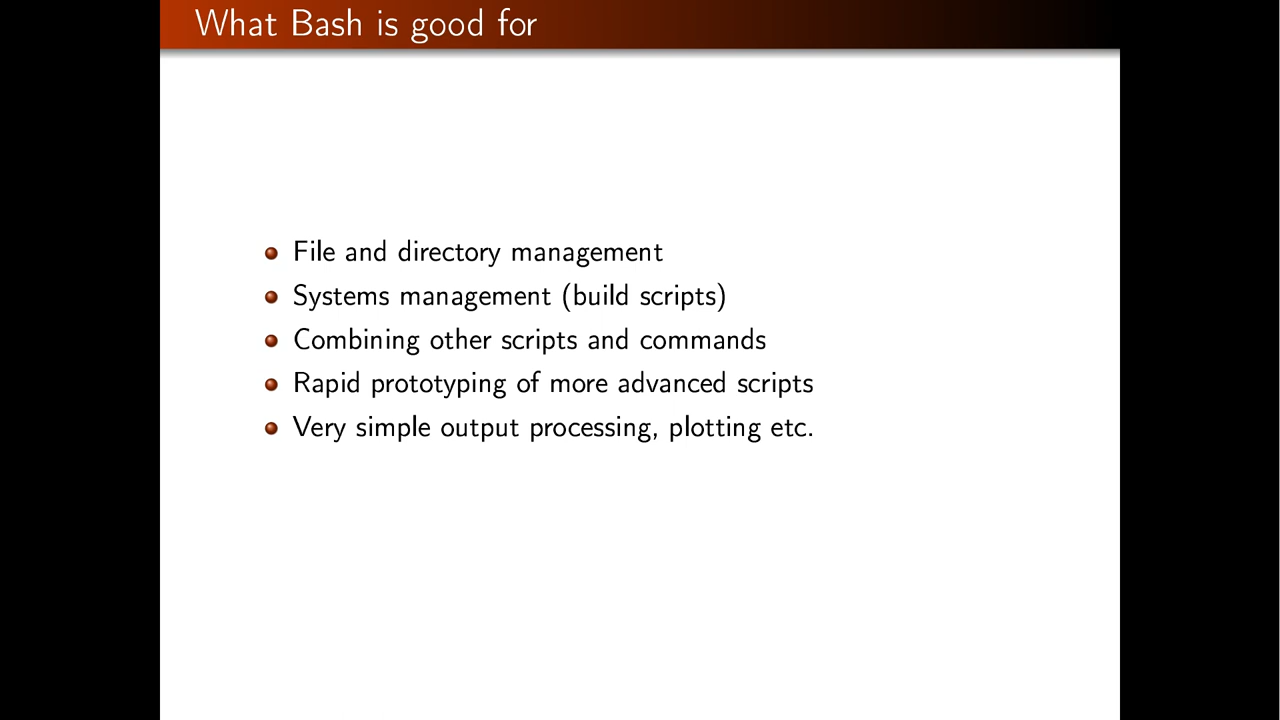 What Bash is good for
File and directory management
Systems management (build scripts)
Combining other scripts and commands
Rapid prototyping of more advanced scripts
Very simple output processing, plotting etc.